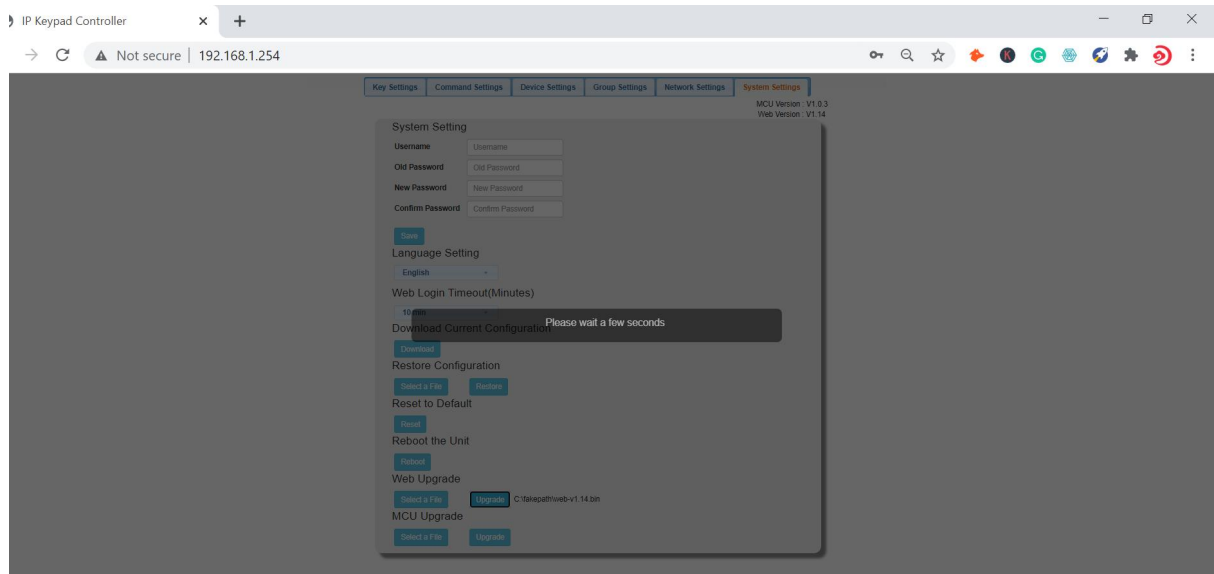 IP Keypad Controller
Not secure | 192.168.1.254
Key Settings Command Settings Device Settings Group Settings Network Settings System Settings
MCU Version : V1.0.3
Web Version : V1.14
System Setting
Username Username
Old Password Old Password
New Password New Password
Confirm Password Confirm Password
Save
Language Setting
English
Web Login Timeout(Minutes)
10 min
Please wait a few seconds
Download Current Configuration
Download
Restore Configuration
Select a File Restore
Reset to Default
Reset
Reboot the Unit
Reboot
Web Upgrade
Select a File Upgrade C:\fakepath\web-v1.14.bin
MCU Upgrade
Select a File Upgrade